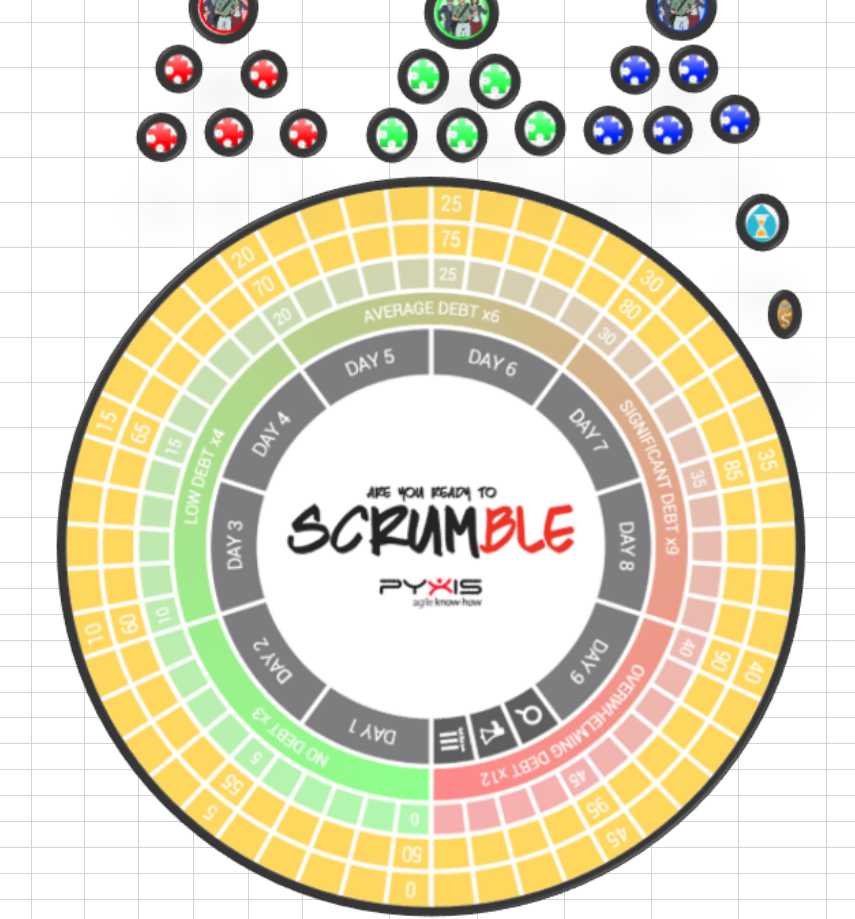 25
75
25
20
70
20
30
80
30
AVERAGE DEBT x6
DAY 5
DAY 6
DAY 4
DAY 7
15
65
15
LOW DEBT x4
SIGNIFICANT DEBT x9
35
85
35
ARE YOU READY TO
SCRUMBLE
PYXIS
agile know-how
DAY 3
DAY 8
10
60
10
40
90
40
DAY 2
DAY 9
NO DEBT x3
OVERWHELMING DEBT x12
DAY 1
5
55
5
45
95
45
0
50
0